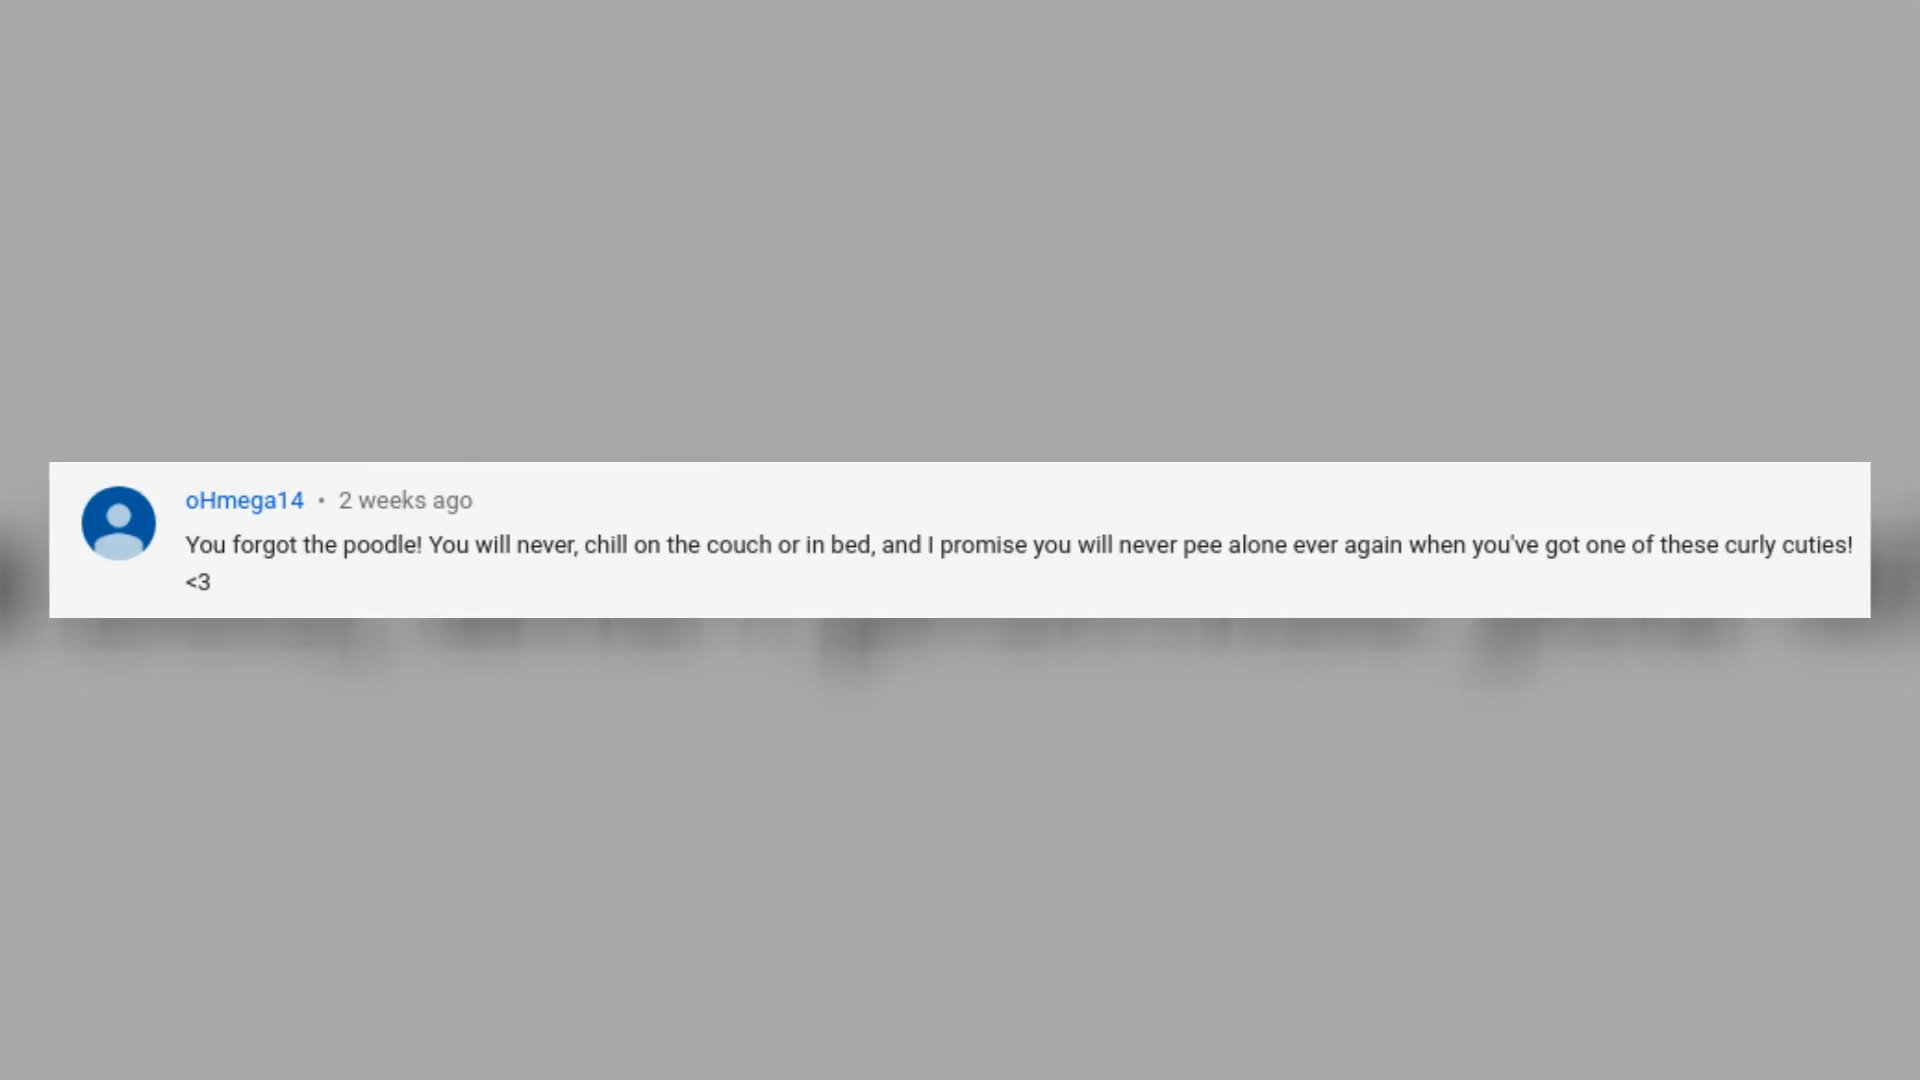 oHmega14 • 2 weeks ago
You forgot the poodle! You will never, chill on the couch or in bed, and I promise you will never pee alone ever again when you've got one of these curly cuties!
<3